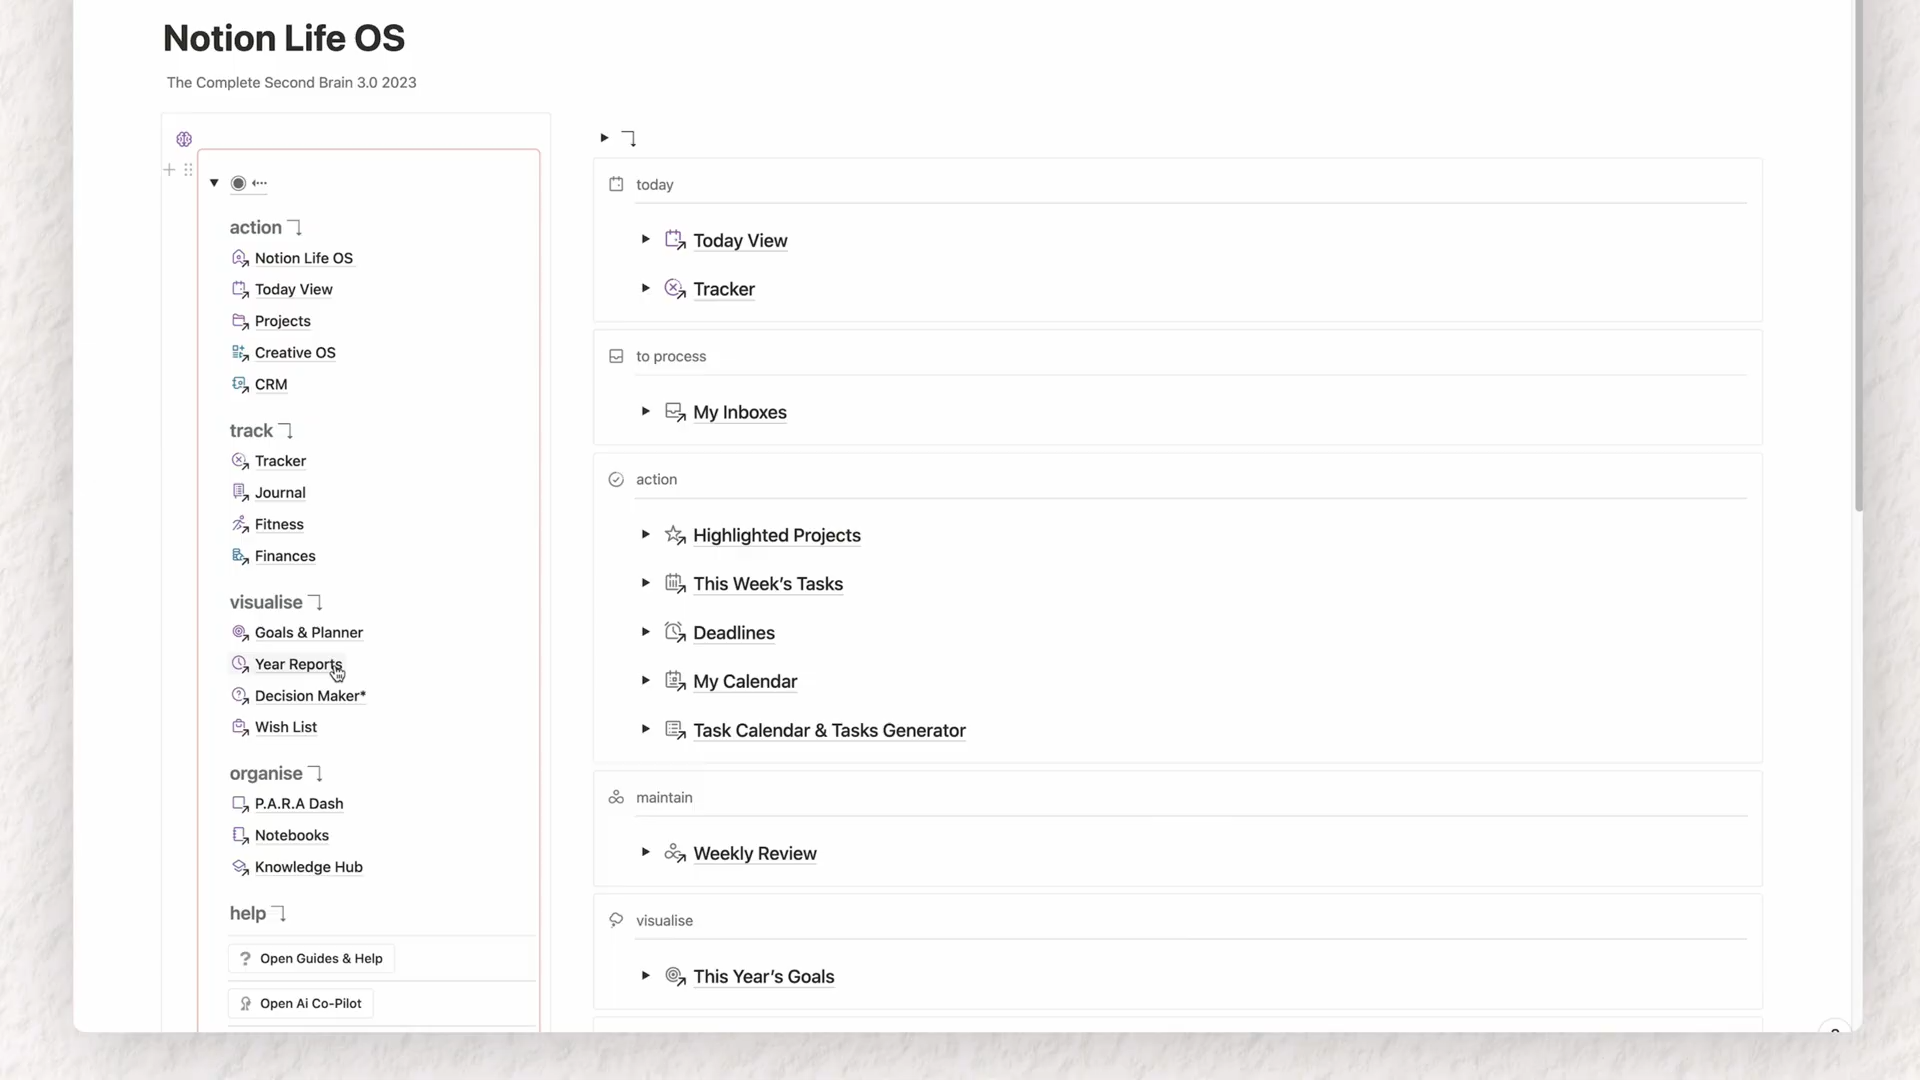 Notion Life OS
The Complete Second Brain 3.0 2023
action
Notion Life OS
Today View
Projects
Creative OS
CRM
track
Tracker
Journal
Fitness
Finances
visualise
Goals & Planner
Year Reports
Decision Maker*
Wish List
organise
P.A.R.A Dash
Notebooks
Knowledge Hub
help
? Open Guides & Help
Open Ai Co-Pilot
today
Today View
Tracker
to process
My Inboxes
action
Highlighted Projects
This Week's Tasks
Deadlines
My Calendar
Task Calendar & Tasks Generator
maintain
Weekly Review
visualise
This Year's Goals